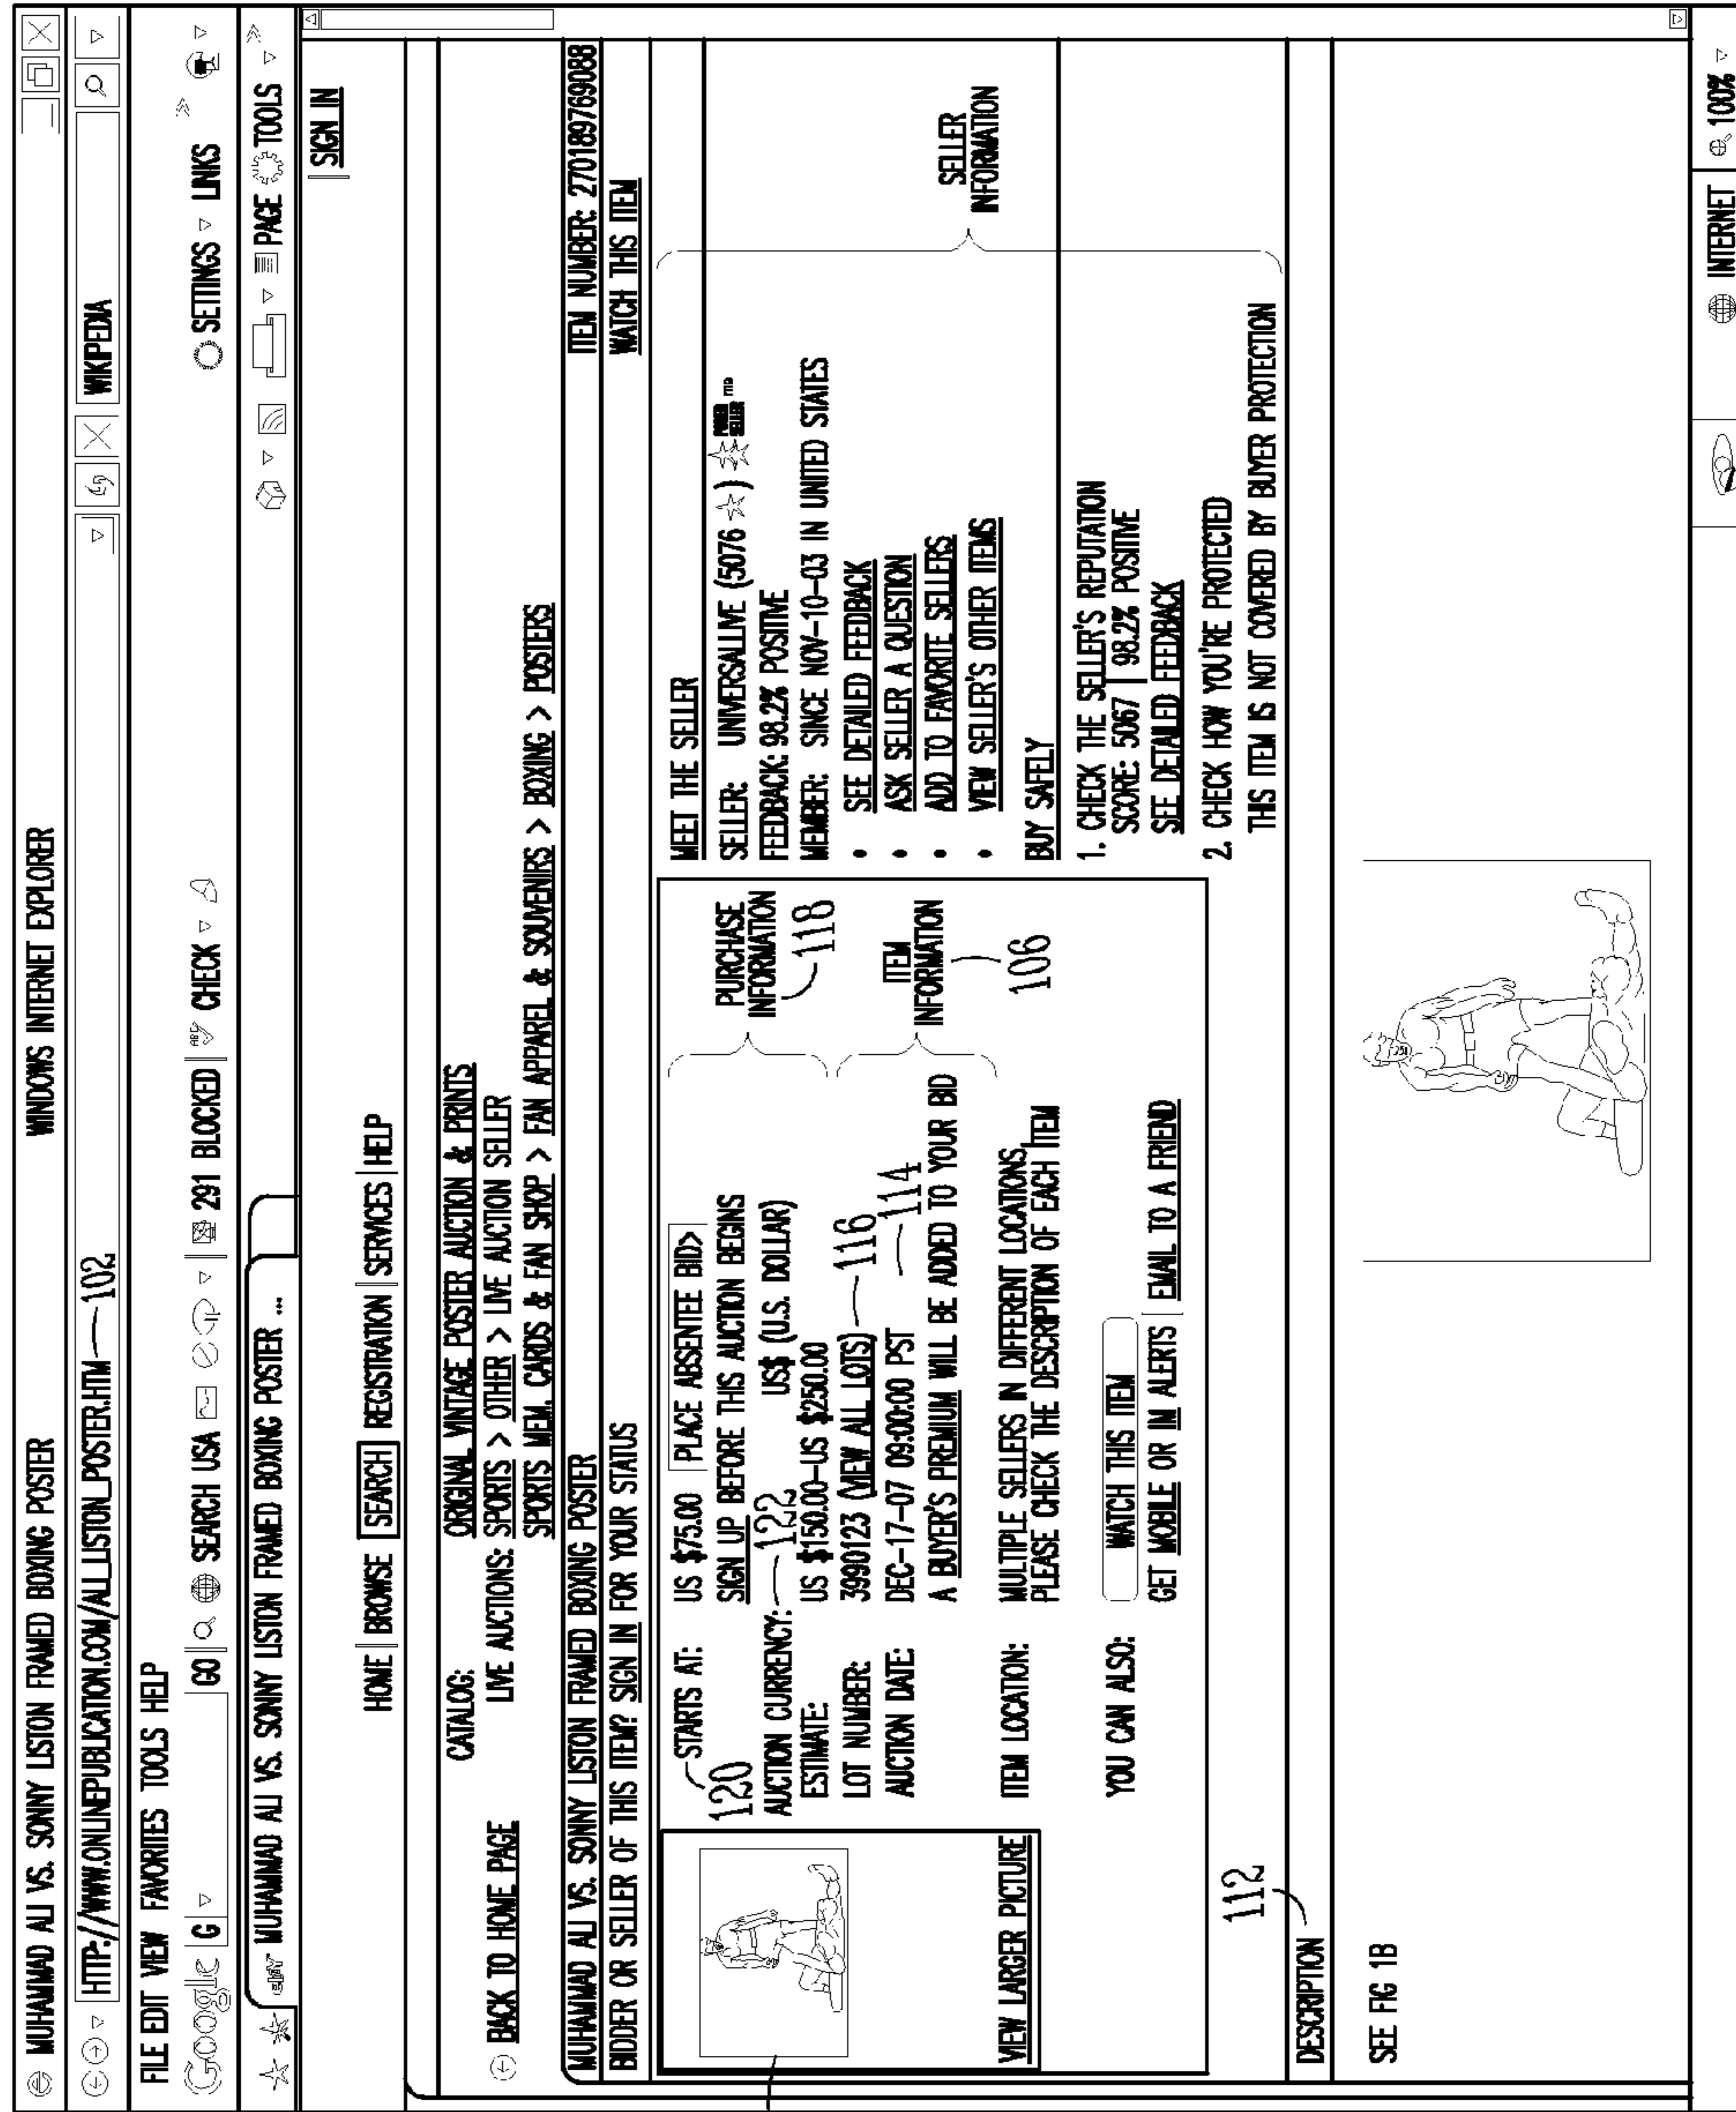 MUHAMMAD ALI VS. SONNY LISTON FRAMED BOXING POSTER WINDOWS INTERNET EXPLORER
HTTP://WWW.ONLINEPUBLICATION.COM/ALI_LISTON_POSTER.HTM 102 WIKIPEDIA
FILE EDIT VIEW FAVORITES TOOLS HELP
Google G GO SEARCH USA 291 BLOCKED ABC CHECK SETTINGS LINKS
ebY MUHAMMAD ALI VS. SONNY LISTON FRAMED BOXING POSTER ... PAGE TOOLS
SIGN IN
HOME | BROWSE | SEARCH | REGISTRATION | SERVICES | HELP
CATALOG: ORIGINAL VINTAGE POSTER AUCTION & PRINTS
BACK TO HOME PAGE LIVE AUCTIONS: SPORTS > OTHER > LIVE AUCTION SELLER
SPORTS MEM, CARDS & FAN SHOP > FAN APPAREL & SOUVENIRS > BOXING > POSTERS
MUHAMMAD ALI VS. SONNY LISTON FRAMED BOXING POSTER ITEM NUMBER: 270189769088
BIDDER OR SELLER OF THIS ITEM? SIGN IN FOR YOUR STATUS WATCH THIS ITEM
VIEW LARGER PICTURE
120
STARTS AT: US $75.00 PLACE ABSENTEE BID>
SIGN UP BEFORE THIS AUCTION BEGINS
AUCTION CURRENCY: 122 US$ (U.S. DOLLAR)
ESTIMATE: US $150.00-US $250.00
LOT NUMBER: 3990123 (VIEW ALL LOTS) 116
AUCTION DATE: DEC-17-07 09:00:00 PST 114
A BUYER'S PREMIUM WILL BE ADDED TO YOUR BID
ITEM LOCATION: MULTIPLE SELLERS IN DIFFERENT LOCATIONS,
PLEASE CHECK THE DESCRIPTION OF EACH ITEM
YOU CAN ALSO: WATCH THIS ITEM
GET MOBILE OR IM ALERTS | EMAIL TO A FRIEND
PURCHASE
INFORMATION
118
ITEM
INFORMATION
106
MEET THE SELLER
SELLER: UNIVERSALLIVE (5076 ) POWER SELLER me
FEEDBACK: 98.2% POSITIVE
MEMBER: SINCE NOV-10-03 IN UNITED STATES
• SEE DETAILED FEEDBACK
• ASK SELLER A QUESTION
• ADD TO FAVORITE SELLERS
• VIEW SELLER'S OTHER ITEMS
BUY SAFELY
1. CHECK THE SELLER'S REPUTATION
SCORE: 5067 | 98.2% POSITIVE
SEE DETAILED FEEDBACK
2. CHECK HOW YOU'RE PROTECTED
THIS ITEM IS NOT COVERED BY BUYER PROTECTION
SELLER
INFORMATION
112
DESCRIPTION
SEE FIG 1B
INTERNET 100%